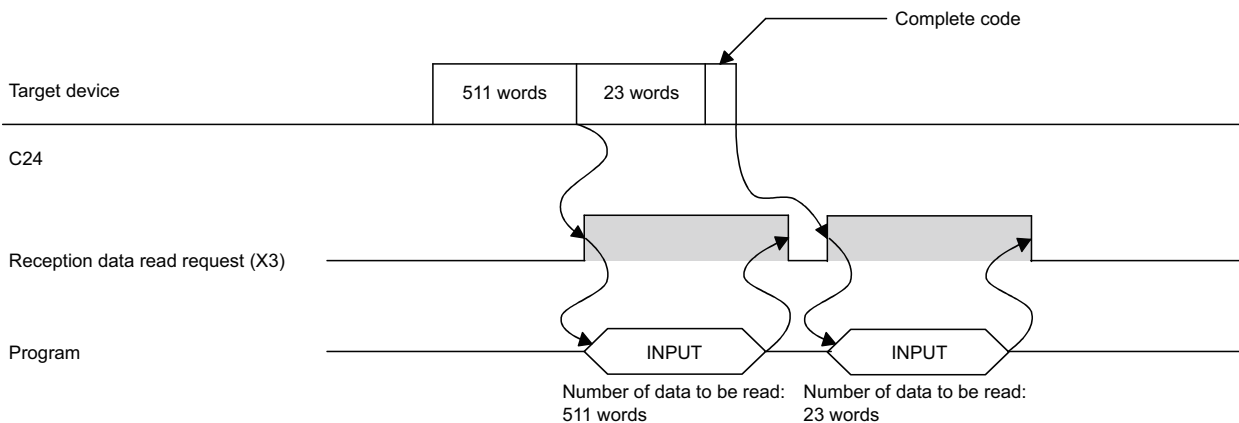 Complete code
Target device
511 words
23 words
C24
Reception data read request (X3)
Program
INPUT
INPUT
Number of data to be read:
511 words
Number of data to be read:
23 words